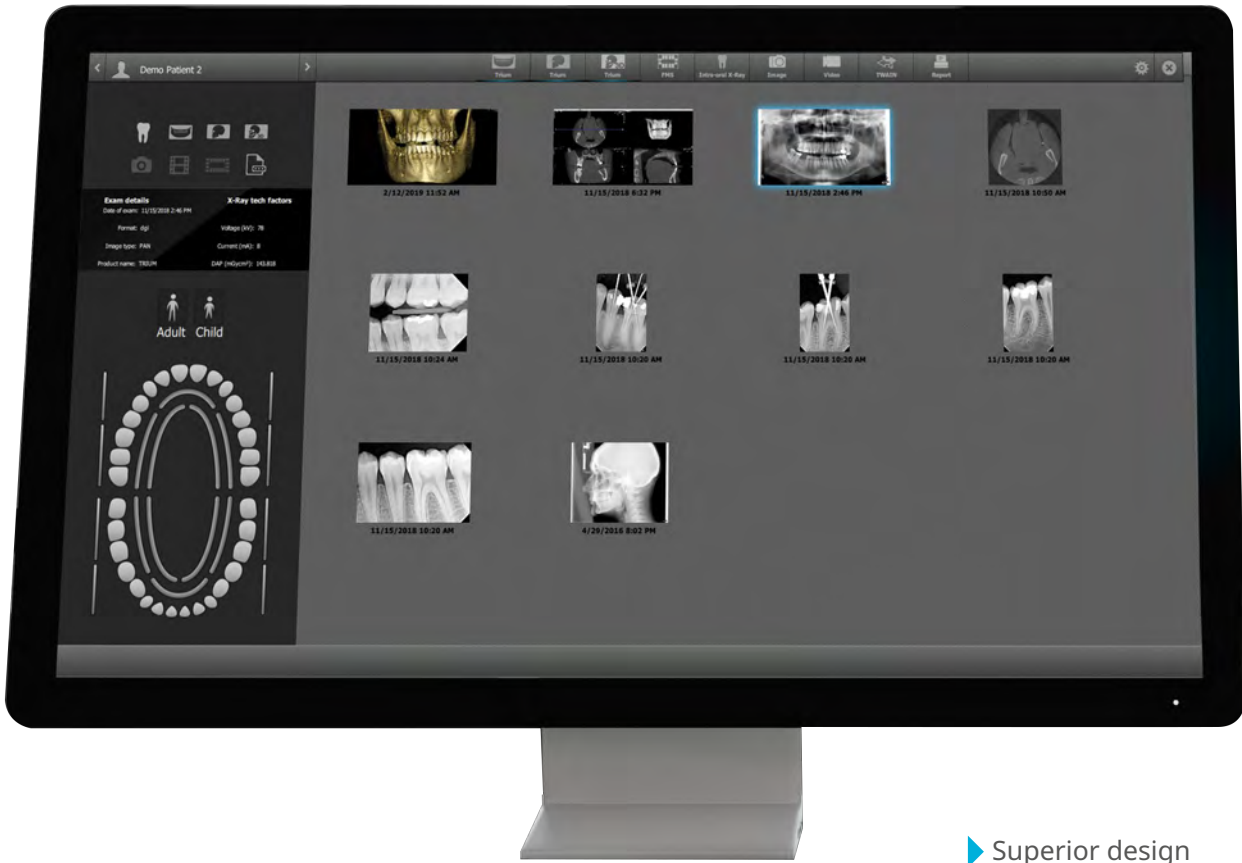 Demo Patient 2
Trium
Trium
Trium
FMS
Intra-oral X-Ray
Image
Video
TWAIN
Report
Exam details
X-Ray tech factors
Date of exam: 11/15/2018 2:46 PM
Format: dgi
Voltage (kV): 78
Image type: PAN
Current (mA): 8
Product name: TRIUM
DAP (mGycm²): 143.818
Adult Child
2/12/2019 11:52 AM
11/15/2018 6:32 PM
11/15/2018 2:46 PM
11/15/2018 10:50 AM
11/15/2018 10:24 AM
11/15/2018 10:20 AM
11/15/2018 10:20 AM
11/15/2018 10:20 AM
11/15/2018 10:20 AM
4/29/2016 8:02 PM
Superior design